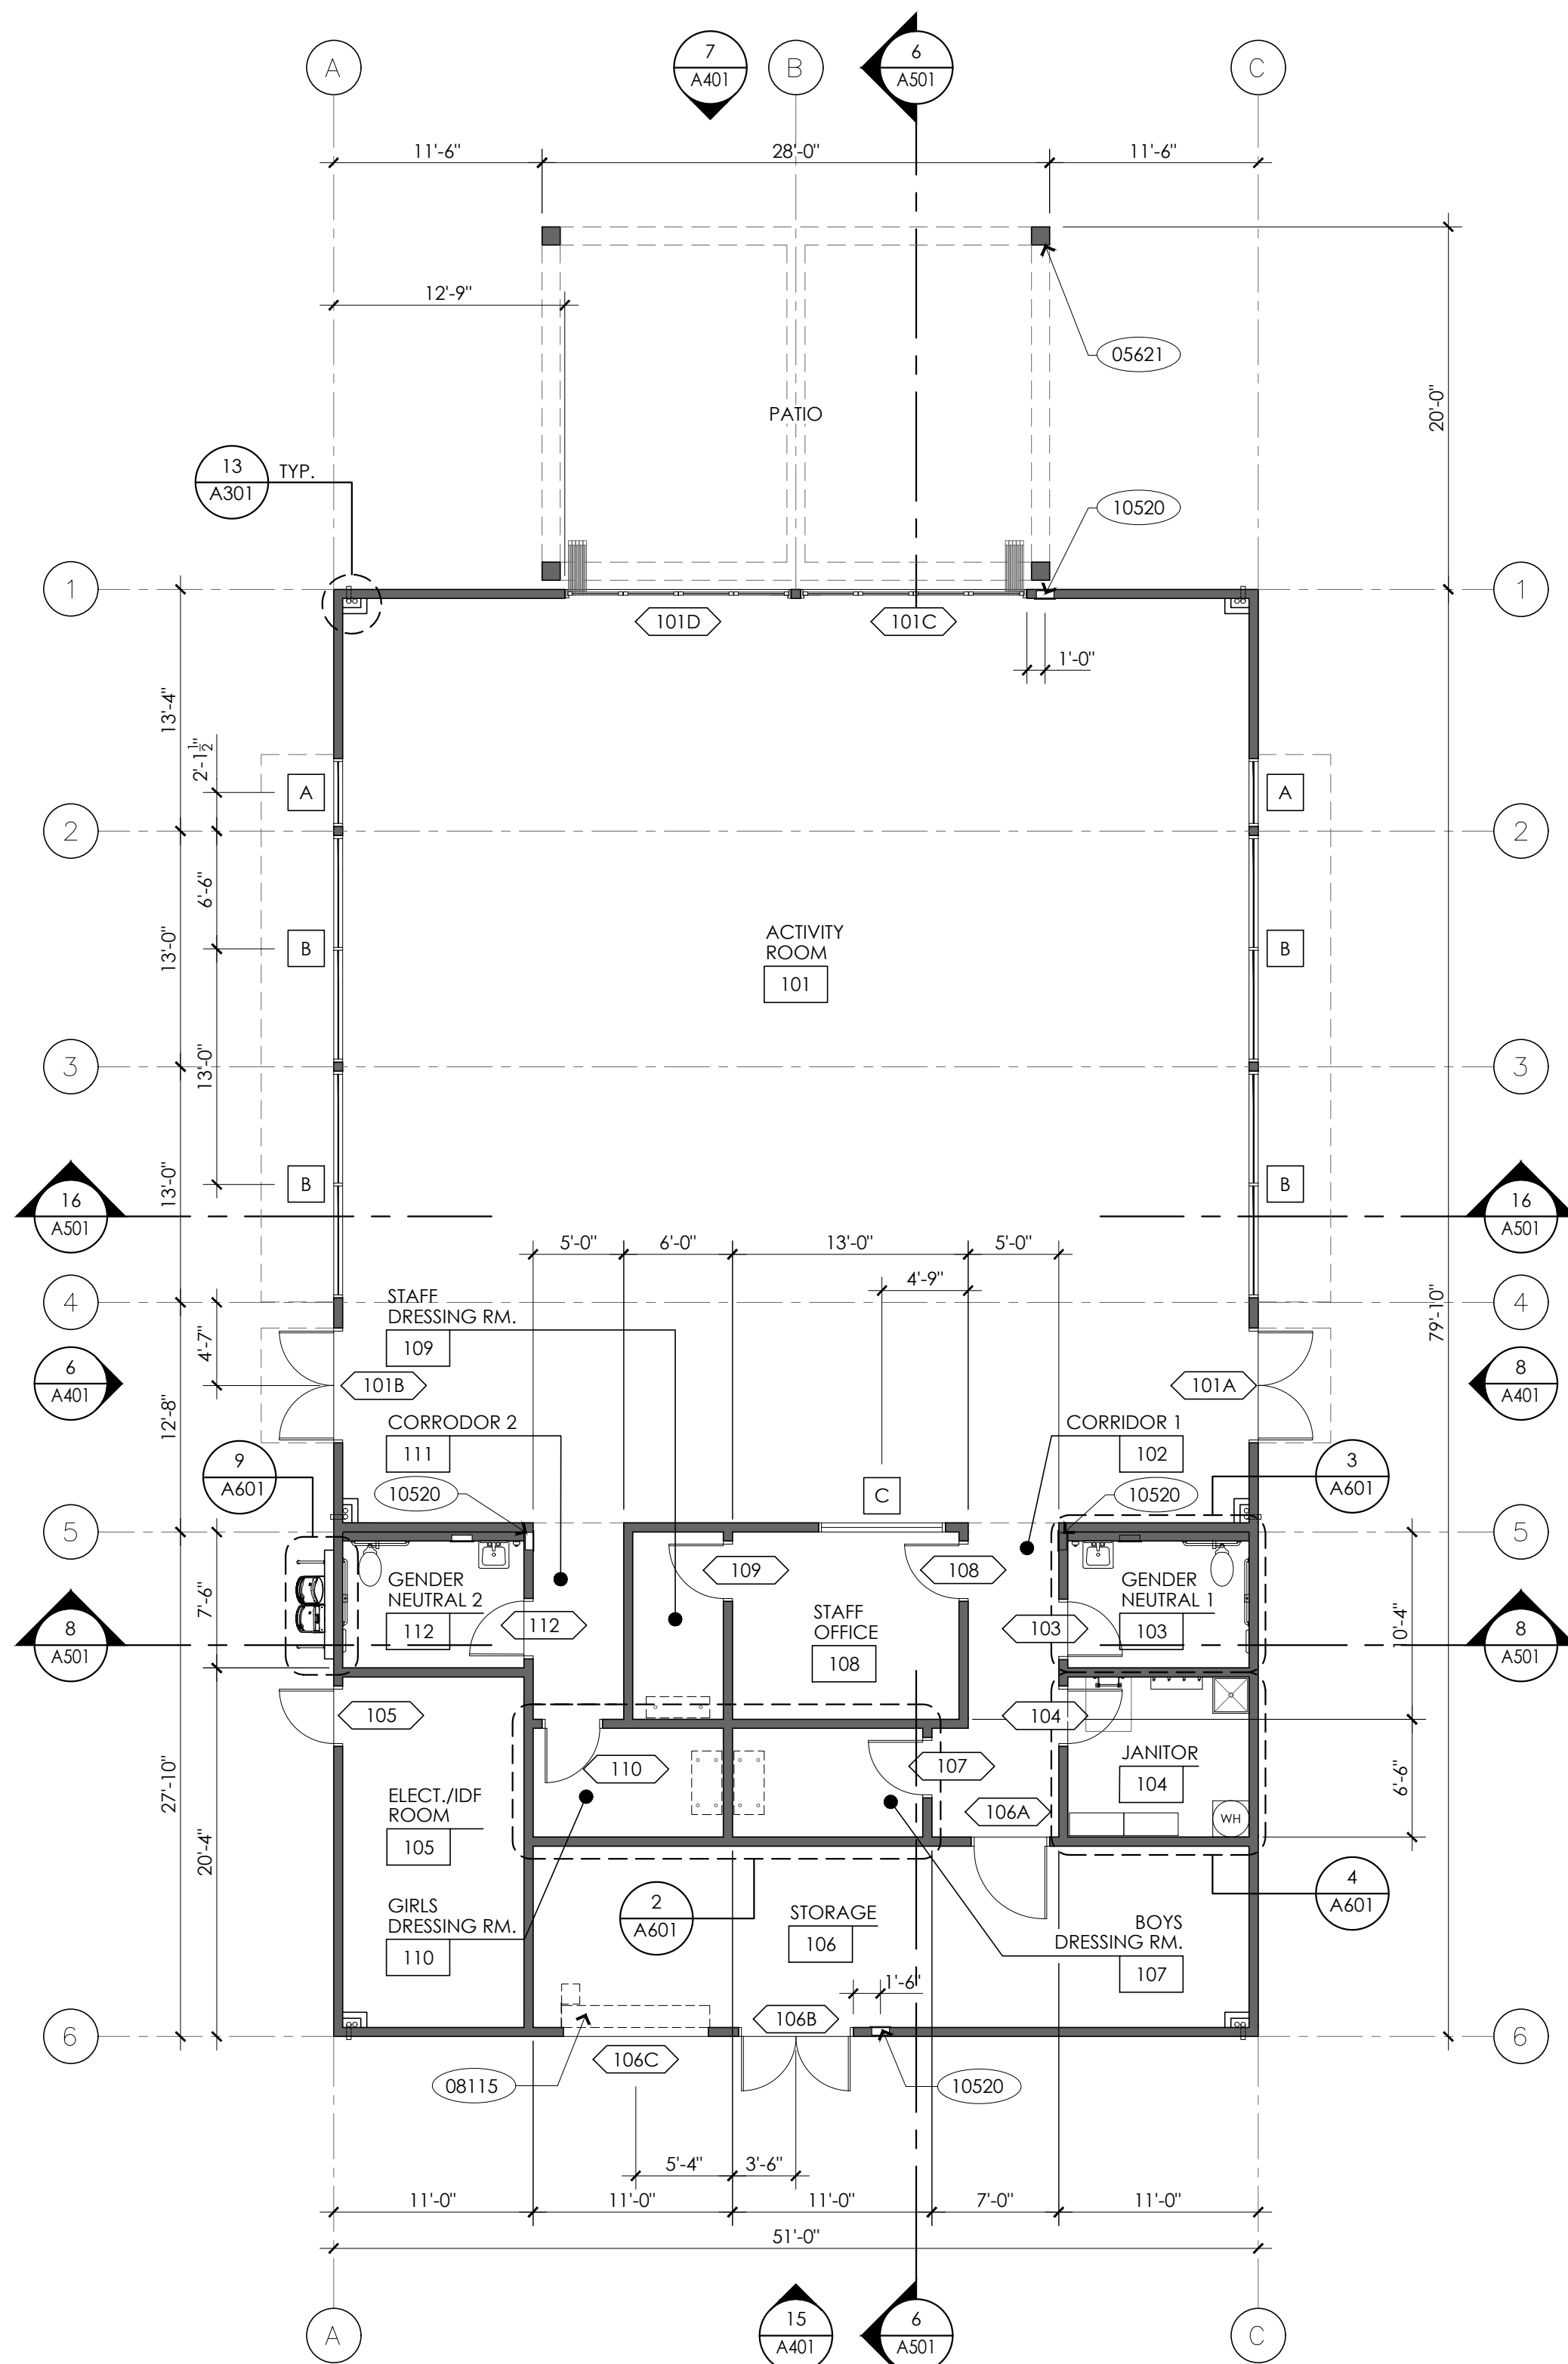 A
7
A401
B
6
A501
C
11'-6"
28'-0"
11'-6"
12'-9"
05621
20'-0"
PATIO
13
A301
TYP.
10520
1
1
101D
101C
1'-0"
13'-4"
2'-1 1/2"
A
A
2
2
6'-6"
ACTIVITY
ROOM
101
13'-0"
B
B
3
3
13'-0"
13'-0"
B
B
16
A501
16
A501
5'-0"
6'-0"
13'-0"
5'-0"
4'-9"
STAFF
DRESSING RM.
109
4
4
79'-10"
4'-7"
6
A401
101B
101A
8
A401
12'-8"
CORRODOR 2
111
CORRIDOR 1
102
9
A601
10520
C
10520
3
A601
5
5
109
108
GENDER
NEUTRAL 2
112
112
STAFF
OFFICE
108
103
GENDER
NEUTRAL 1
103
7'-6"
10'-4"
8
A501
8
A501
105
104
JANITOR
104
110
107
6'-6"
27'-10"
ELECT./IDF
ROOM
105
106A
WH
20'-4"
GIRLS
DRESSING RM.
110
2
A601
STORAGE
106
BOYS
DRESSING RM.
107
4
A601
1'-6"
106B
6
6
106C
08115
10520
5'-4"
3'-6"
11'-0"
11'-0"
11'-0"
7'-0"
11'-0"
51'-0"
A
15
A401
6
A501
C